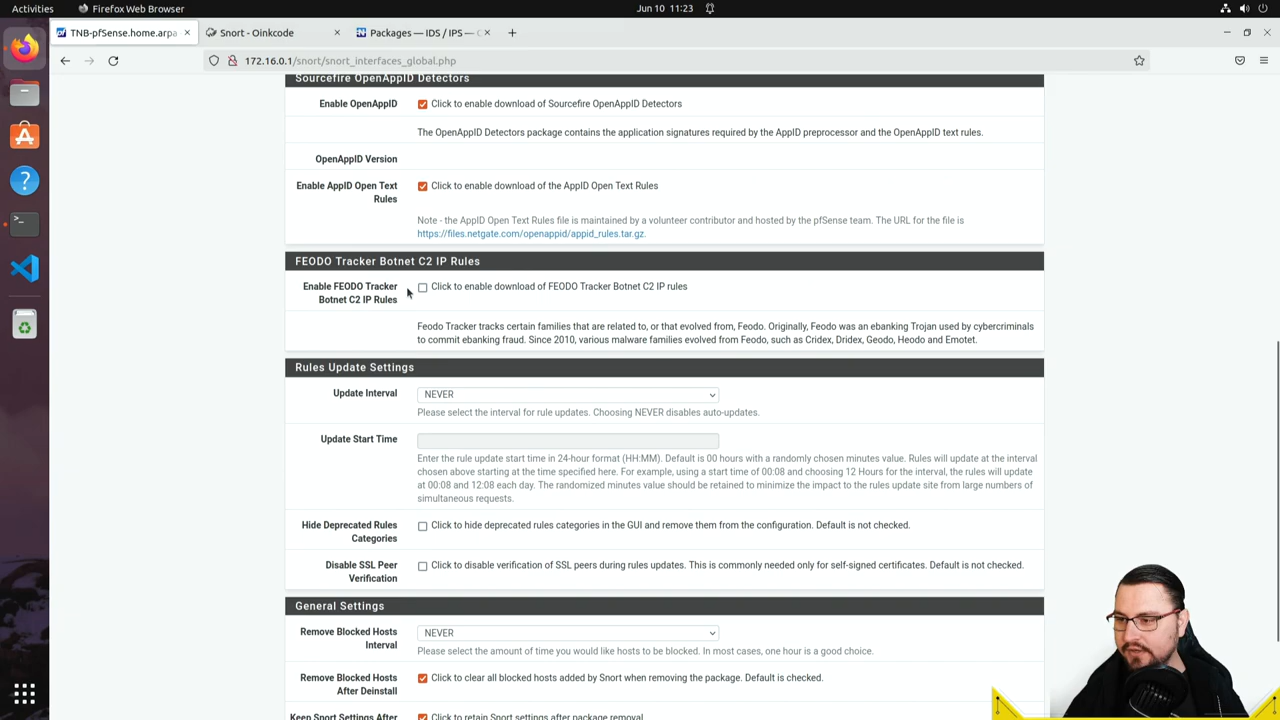 Activities
Firefox Web Browser
Jun 10 11:23
TNB-pfSense.home.arpa
Snort - Oinkcode
Packages — IDS / IPS —
172.16.0.1/snort/snort_interfaces_global.php
Sourcefire OpenAppID Detectors
Enable OpenAppID
Click to enable download of Sourcefire OpenAppID Detectors
The OpenAppID Detectors package contains the application signatures required by the AppID preprocessor and the OpenAppID text rules.
OpenAppID Version
Enable AppID Open Text
Rules
Click to enable download of the AppID Open Text Rules
Note - the AppID Open Text Rules file is maintained by a volunteer contributor and hosted by the pfSense team. The URL for the file is
https://files.netgate.com/openappid/appid_rules.tar.gz.
FEODO Tracker Botnet C2 IP Rules
Enable FEODO Tracker
Botnet C2 IP Rules
Click to enable download of FEODO Tracker Botnet C2 IP rules
Feodo Tracker tracks certain families that are related to, or that evolved from, Feodo. Originally, Feodo was an ebanking Trojan used by cybercriminals
to commit ebanking fraud. Since 2010, various malware families evolved from Feodo, such as Cridex, Dridex, Geodo, Heodo and Emotet.
Rules Update Settings
Update Interval
NEVER
Please select the interval for rule updates. Choosing NEVER disables auto-updates.
Update Start Time
Enter the rule update start time in 24-hour format (HH:MM). Default is 00 hours with a randomly chosen minutes value. Rules will update at the interval
chosen above starting at the time specified here. For example, using a start time of 00:08 and choosing 12 Hours for the interval, the rules will update
at 00:08 and 12:08 each day. The randomized minutes value should be retained to minimize the impact to the rules update site from large numbers of
simultaneous requests.
Hide Deprecated Rules
Categories
Click to hide deprecated rules categories in the GUI and remove them from the configuration. Default is not checked.
Disable SSL Peer
Verification
Click to disable verification of SSL peers during rules updates. This is commonly needed only for self-signed certificates. Default is not checked.
General Settings
Remove Blocked Hosts
Interval
NEVER
Please select the amount of time you would like hosts to be blocked. In most cases, one hour is a good choice.
Remove Blocked Hosts
After Deinstall
Click to clear all blocked hosts added by Snort when removing the package. Default is checked.
Keep Snort Settings After
Click to retain Snort settings after package removal.